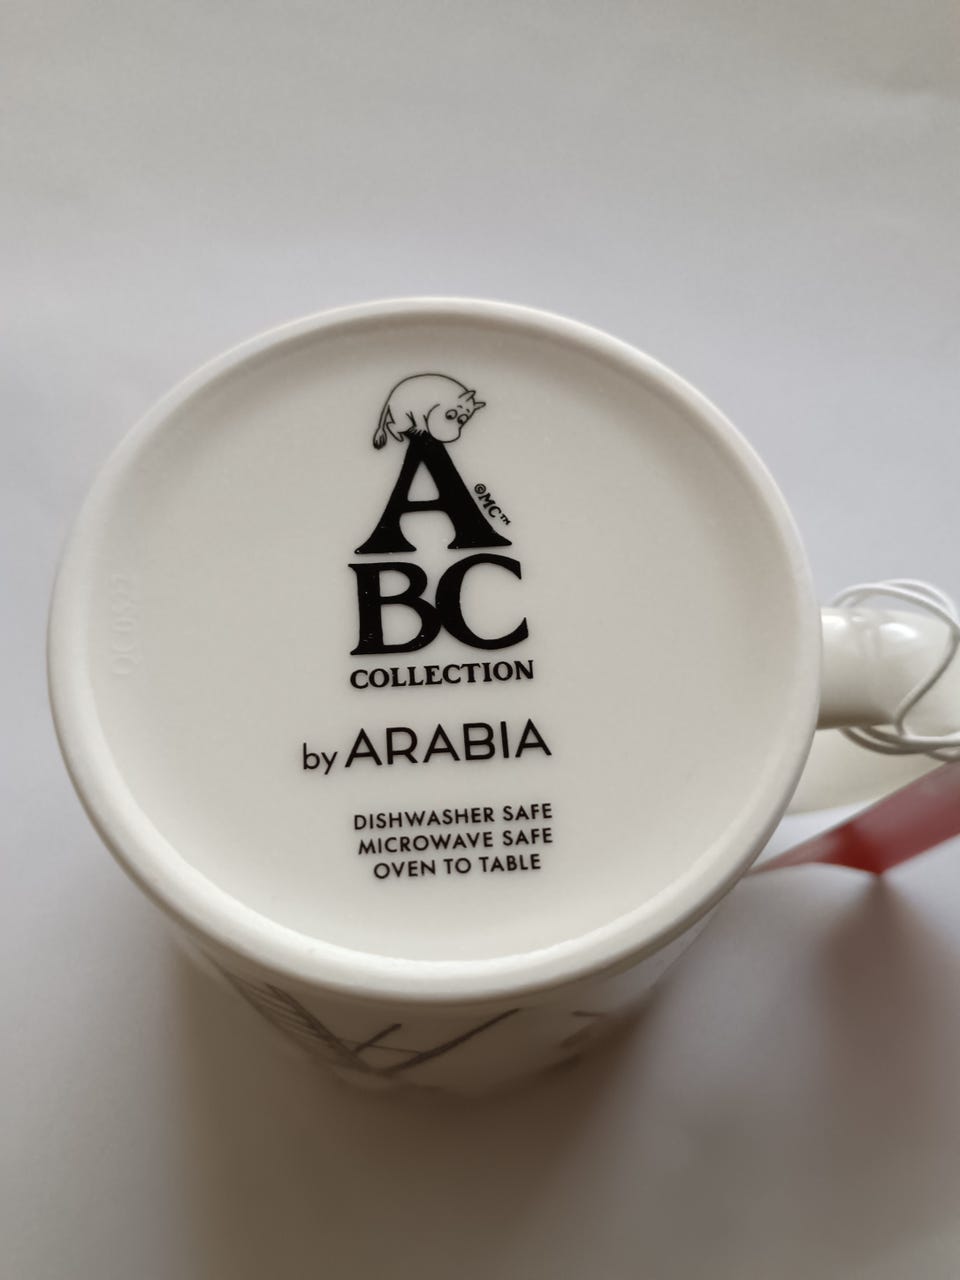 A
©MC™
BC
COLLECTION
by ARABIA
DISHWASHER SAFE
MICROWAVE SAFE
OVEN TO TABLE